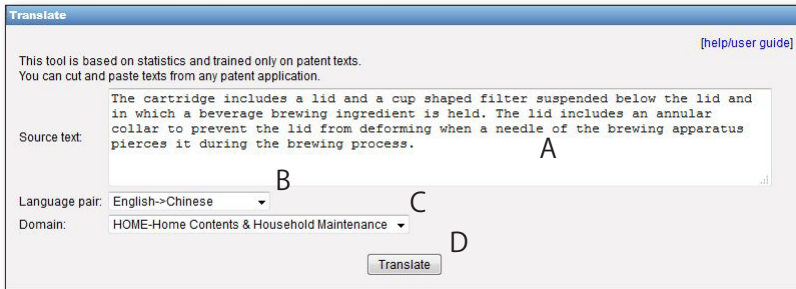 Translate
[help/user guide]
This tool is based on statistics and trained only on patent texts.
You can cut and paste texts from any patent application.
The cartridge includes a lid and a cup shaped filter suspended below the lid and
in which a beverage brewing ingredient is held. The lid includes an annular
Source text: collar to prevent the lid from deforming when a needle of the brewing apparatus
pierces it during the brewing process.
A
B
Language pair: English->Chinese
C
Domain: HOME-Home Contents & Household Maintenance
D
Translate